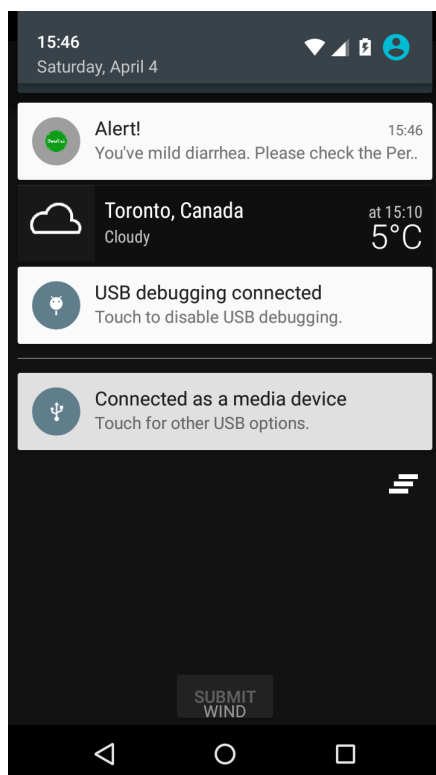 15:46
Saturday, April 4
Alert!
15:46
You've mild diarrhea. Please check the Per..
Toronto, Canada
at 15:10
Cloudy
5°C
USB debugging connected
Touch to disable USB debugging.
Connected as a media device
Touch for other USB options.
SUBMIT
WIND